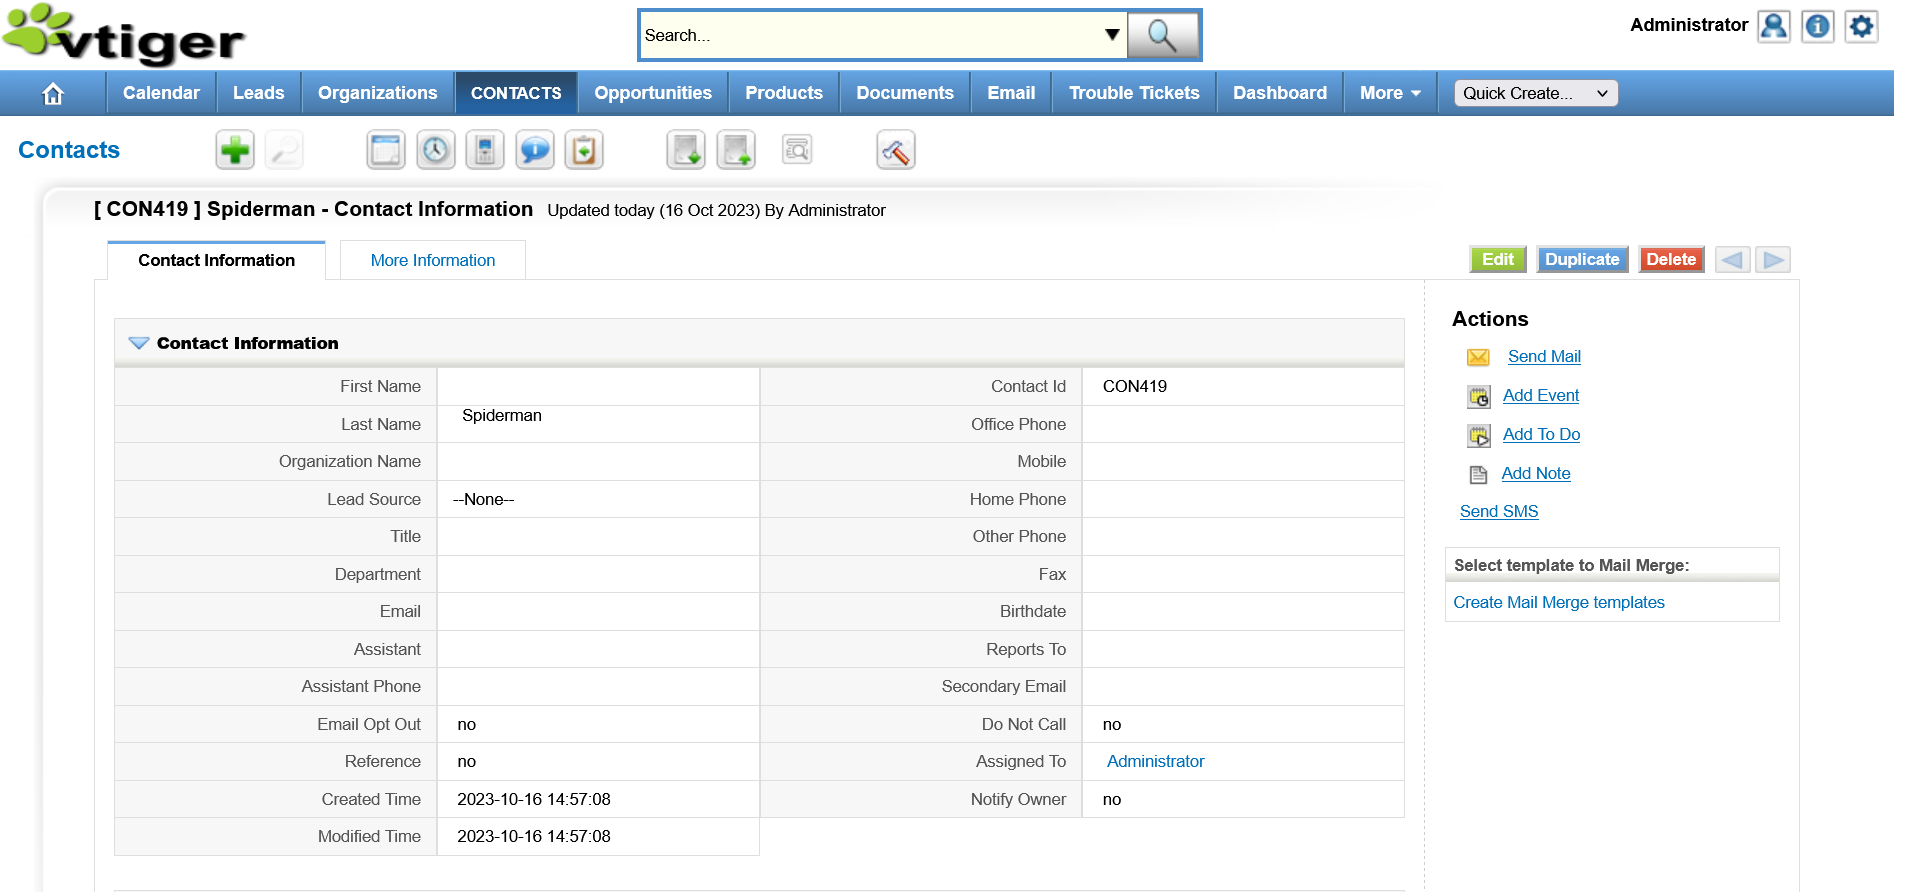 vtiger
Search...
Administrator
Calendar Leads Organizations CONTACTS Opportunities Products Documents Email Trouble Tickets Dashboard More Quick Create...
Contacts
[ CON419 ] Spiderman - Contact Information Updated today (16 Oct 2023) By Administrator
Contact Information More Information Edit Duplicate Delete
Contact Information
First Name Contact Id CON419
Last Name Spiderman Office Phone
Organization Name Mobile
Lead Source --None-- Home Phone
Title Other Phone
Department Fax
Email Birthdate
Assistant Reports To
Assistant Phone Secondary Email
Email Opt Out no Do Not Call no
Reference no Assigned To Administrator
Created Time 2023-10-16 14:57:08 Notify Owner no
Modified Time 2023-10-16 14:57:08
Actions
Send Mail
Add Event
Add To Do
Add Note
Send SMS
Select template to Mail Merge:
Create Mail Merge templates